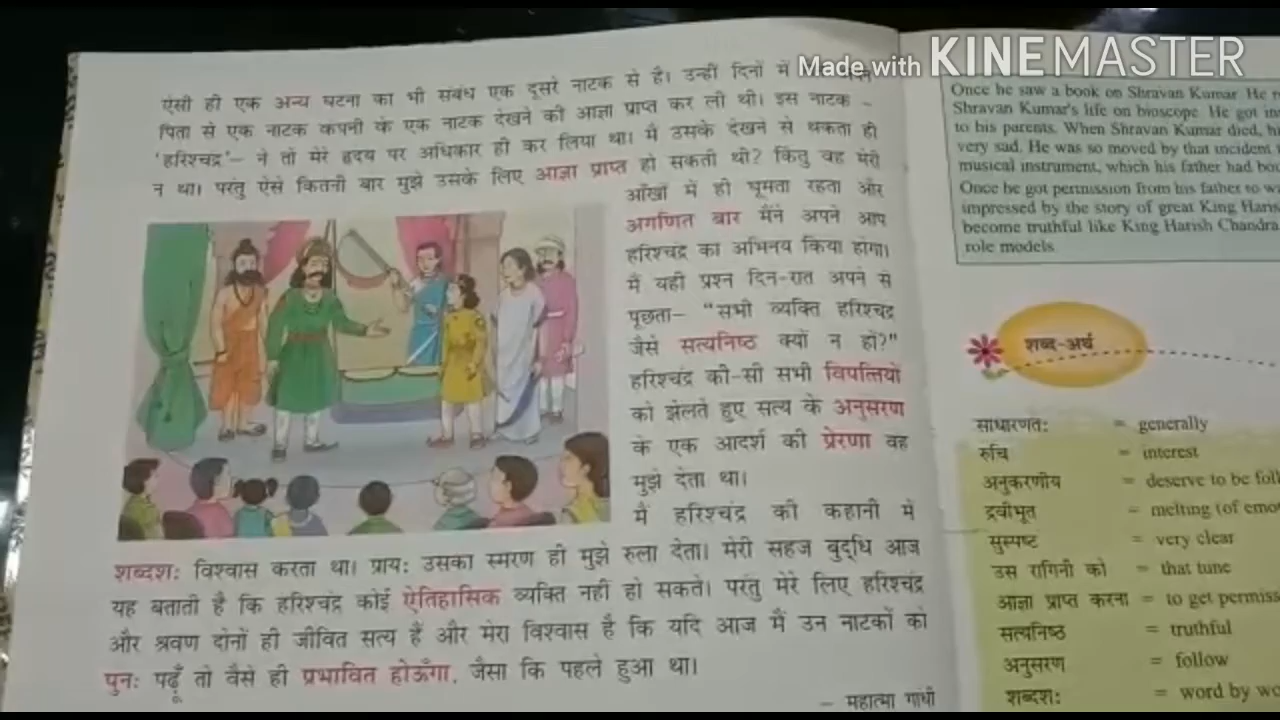 Made with KINEMASTER
ऐसी ही एक अन्य घटना का भी संबंध एक दूसरे नाटक से है। उन्हीं दिनों में
पिता से एक नाटक कंपनी के एक नाटक देखने की आज्ञा प्राप्त कर ली थी। इस नाटक -
'हरिश्चंद्र'- ने तो मेरे हृदय पर अधिकार ही कर लिया था। मैं उसके देखने से थकता ही
न था। परंतु ऐसे कितनी बार मुझे उसके लिए आज्ञा प्राप्त हो सकती थी? किंतु वह मेरी
आँखों में ही घूमता रहता और
अगणित बार मैंने अपने आप
हरिश्चंद्र का अभिनय किया होगा।
मैं यही प्रश्न दिन-रात अपने से
पूछता- "सभी व्यक्ति हरिश्चंद्र
जैसे सत्यनिष्ठ क्यों न हों?"
हरिश्चंद्र की-सी सभी विपत्तियों
को झेलते हुए सत्य के अनुसरण
के एक आदर्श की प्रेरणा वह
मुझे देता था।
मैं हरिश्चंद्र की कहानी में
शब्दशः विश्वास करता था। प्रायः उसका स्मरण ही मुझे रुला देता। मेरी सहज बुद्धि आज
यह बताती है कि हरिश्चंद्र कोई ऐतिहासिक व्यक्ति नहीं हो सकते। परंतु मेरे लिए हरिश्चंद्र
और श्रवण दोनों ही जीवित सत्य हैं और मेरा विश्वास है कि यदि आज मैं उन नाटकों को
पुनः पढ़ूँ तो वैसे ही प्रभावित होऊँगा, जैसा कि पहले हुआ था।
- महात्मा गांधी
Once he saw a book on Shravan Kumar. He
Shravan Kumar's life on bioscope. He got
to his parents. When Shravan Kumar died,
very sad. He was so moved by that incident
musical instrument, which his father had
Once he got permission from his father to
impressed by the story of great King
become truthful like King Harish Chandra.
role models.
शब्द-अर्थ
साधारणतः = generally
रुचि = interest
अनुकरणीय = deserve to be
द्रवीभूत = melting (of
सुस्पष्ट = very clear
उस रागिनी को = that tune
आज्ञा प्राप्त करना = to get
सत्यनिष्ठ = truthful
अनुसरण = follow
शब्दशः = word by